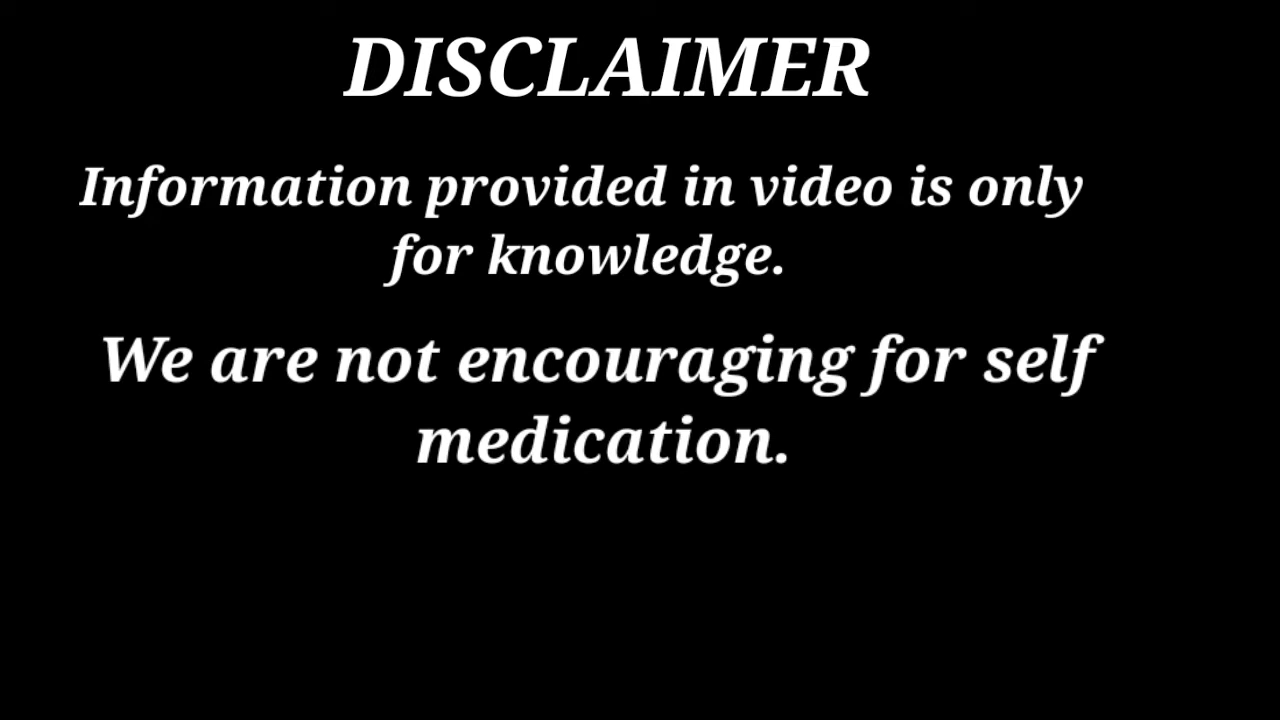 DISCLAIMER
Information provided in video is only
for knowledge.
We are not encouraging for self
medication.